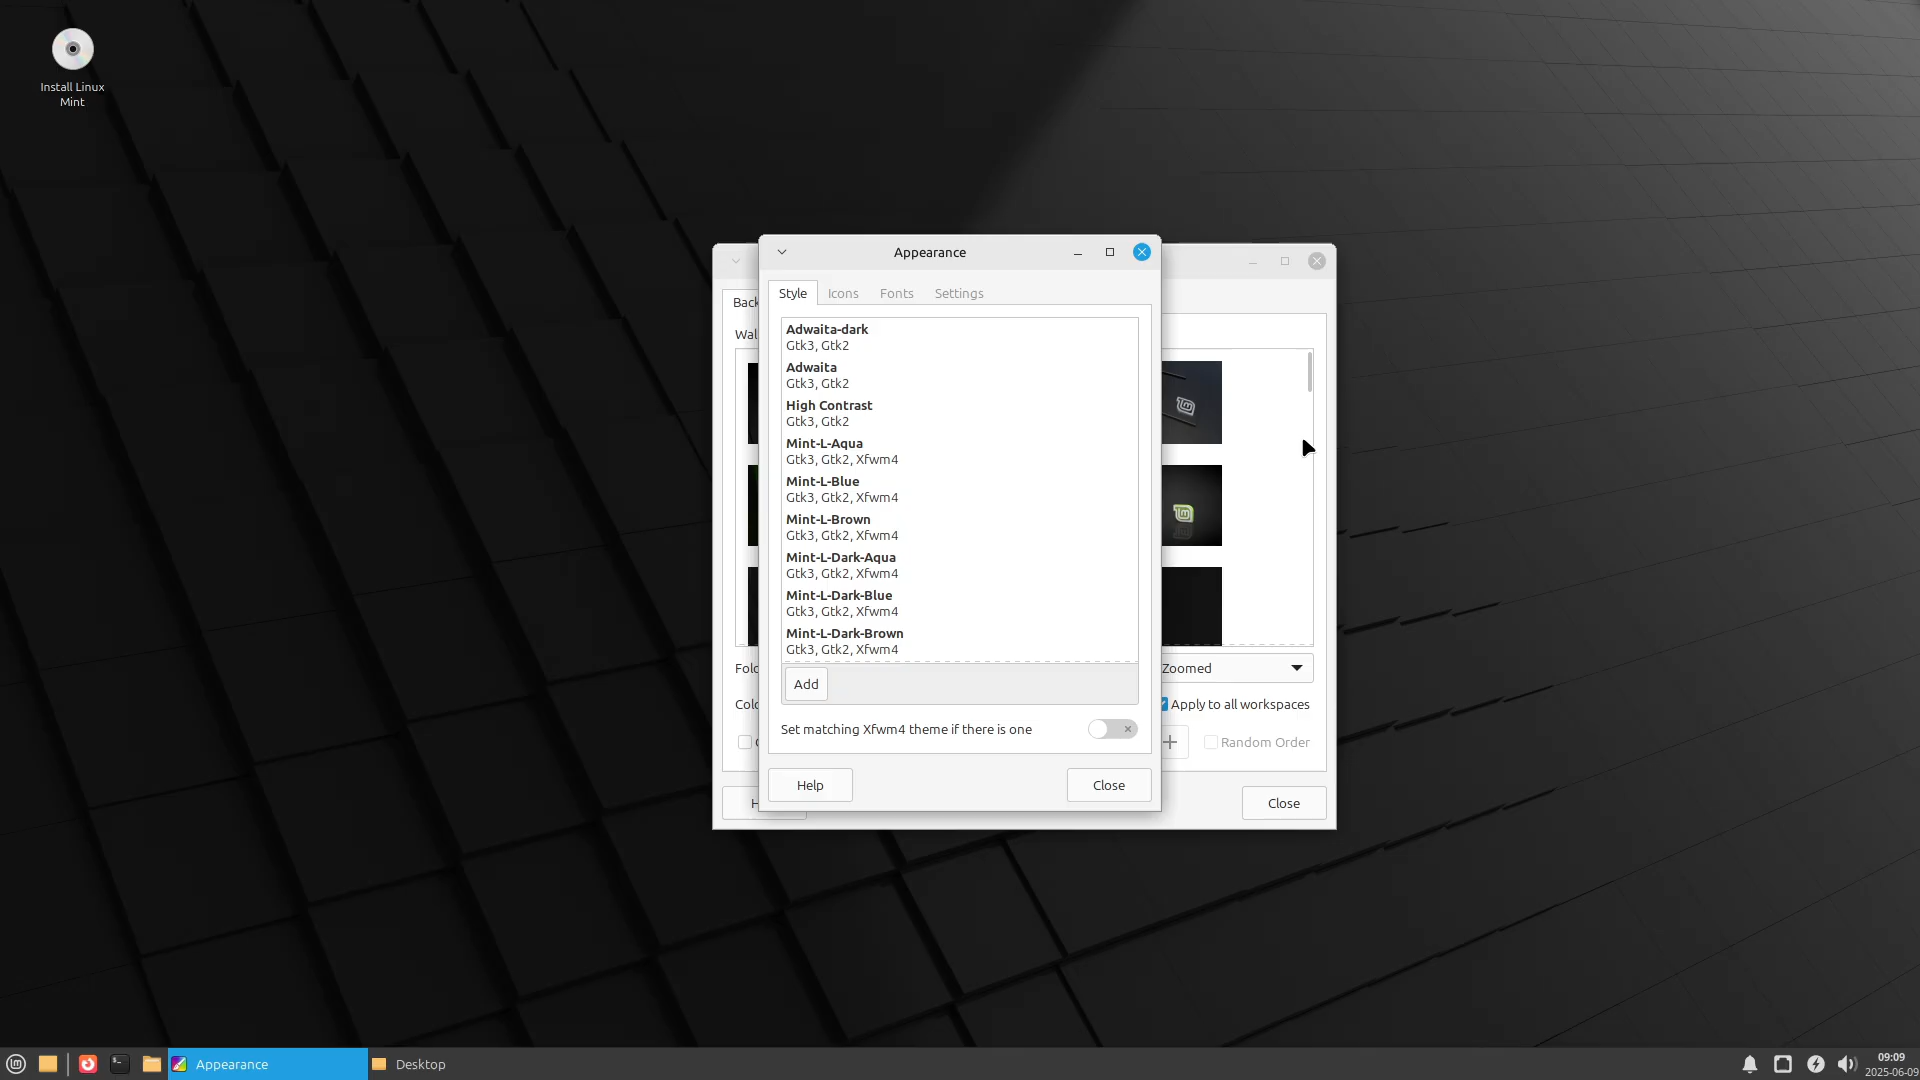 Install Linux
Mint
Appearance
Style
Icons
Fonts
Settings
Adwaita-dark
Gtk3, Gtk2
Adwaita
Gtk3, Gtk2
High Contrast
Gtk3, Gtk2
Mint-L-Aqua
Gtk3, Gtk2, Xfwm4
Mint-L-Blue
Gtk3, Gtk2, Xfwm4
Mint-L-Brown
Gtk3, Gtk2, Xfwm4
Mint-L-Dark-Aqua
Gtk3, Gtk2, Xfwm4
Mint-L-Dark-Blue
Gtk3, Gtk2, Xfwm4
Mint-L-Dark-Brown
Gtk3, Gtk2, Xfwm4
Add
Set matching Xfwm4 theme if there is one
Help
Close
Back
Wal
Zoomed
Apply to all workspaces
Random Order
Close
Appearance
Desktop
09:09
2025-06-09